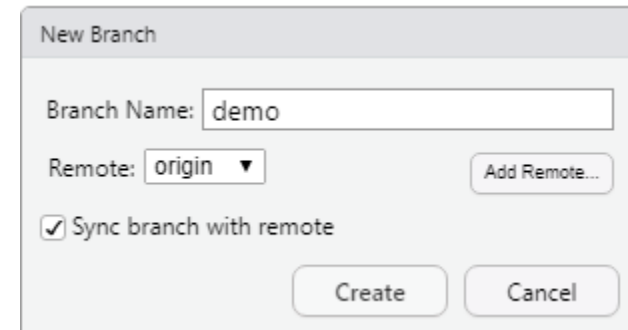 New Branch
Branch Name: demo
Remote: origin ▼ Add Remote...
Sync branch with remote
Create Cancel